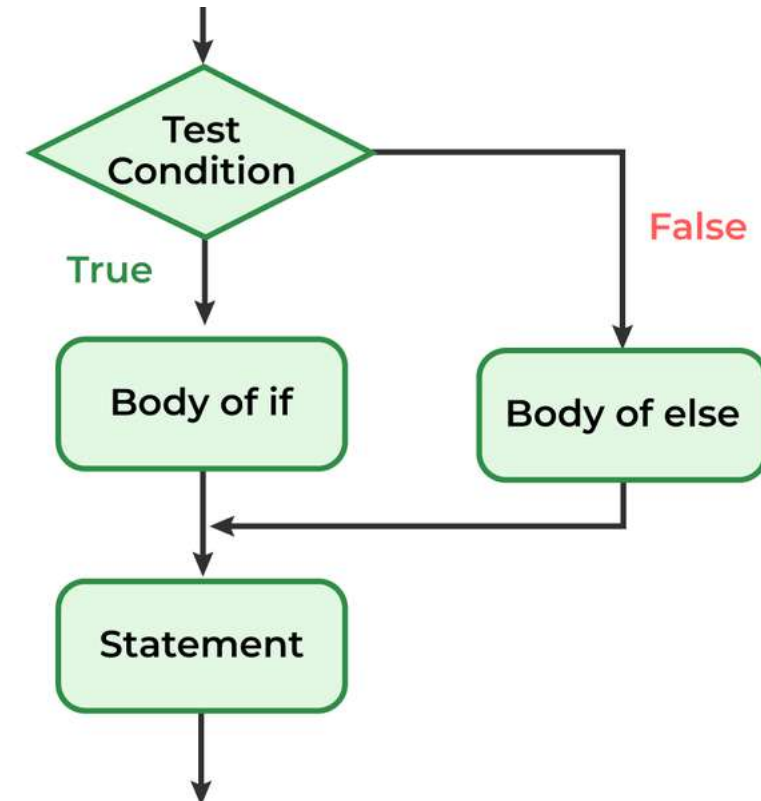 Test
Condition
True
False
Body of if
Body of else
Statement